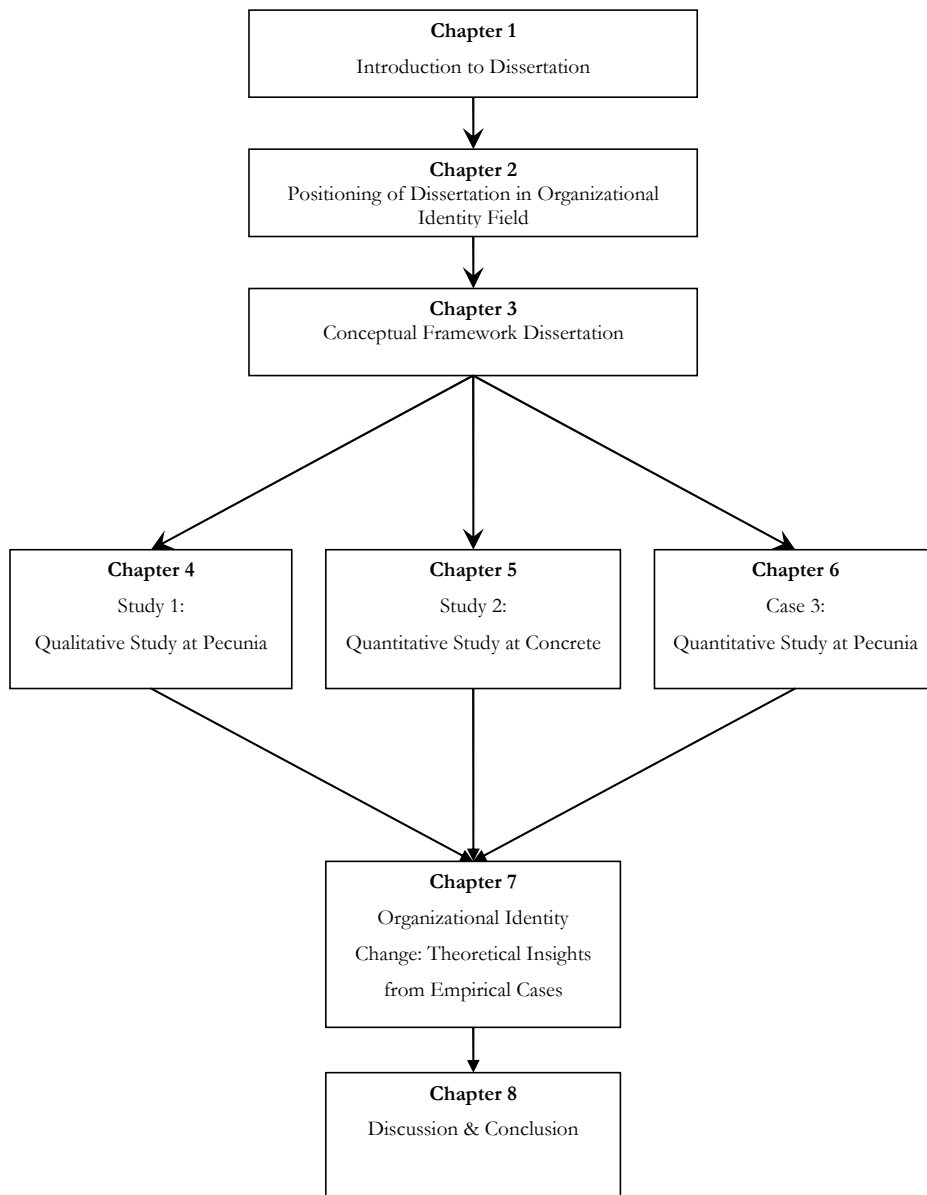 Chapter 1
Introduction to Dissertation
Chapter 2
Positioning of Dissertation in Organizational
Identity Field
Chapter 3
Conceptual Framework Dissertation
Chapter 4
Study 1:
Qualitative Study at Pecunia
Chapter 5
Study 2:
Quantitative Study at Concrete
Chapter 6
Case 3:
Quantitative Study at Pecunia
Chapter 7
Organizational Identity
Change: Theoretical Insights
from Empirical Cases
Chapter 8
Discussion & Conclusion